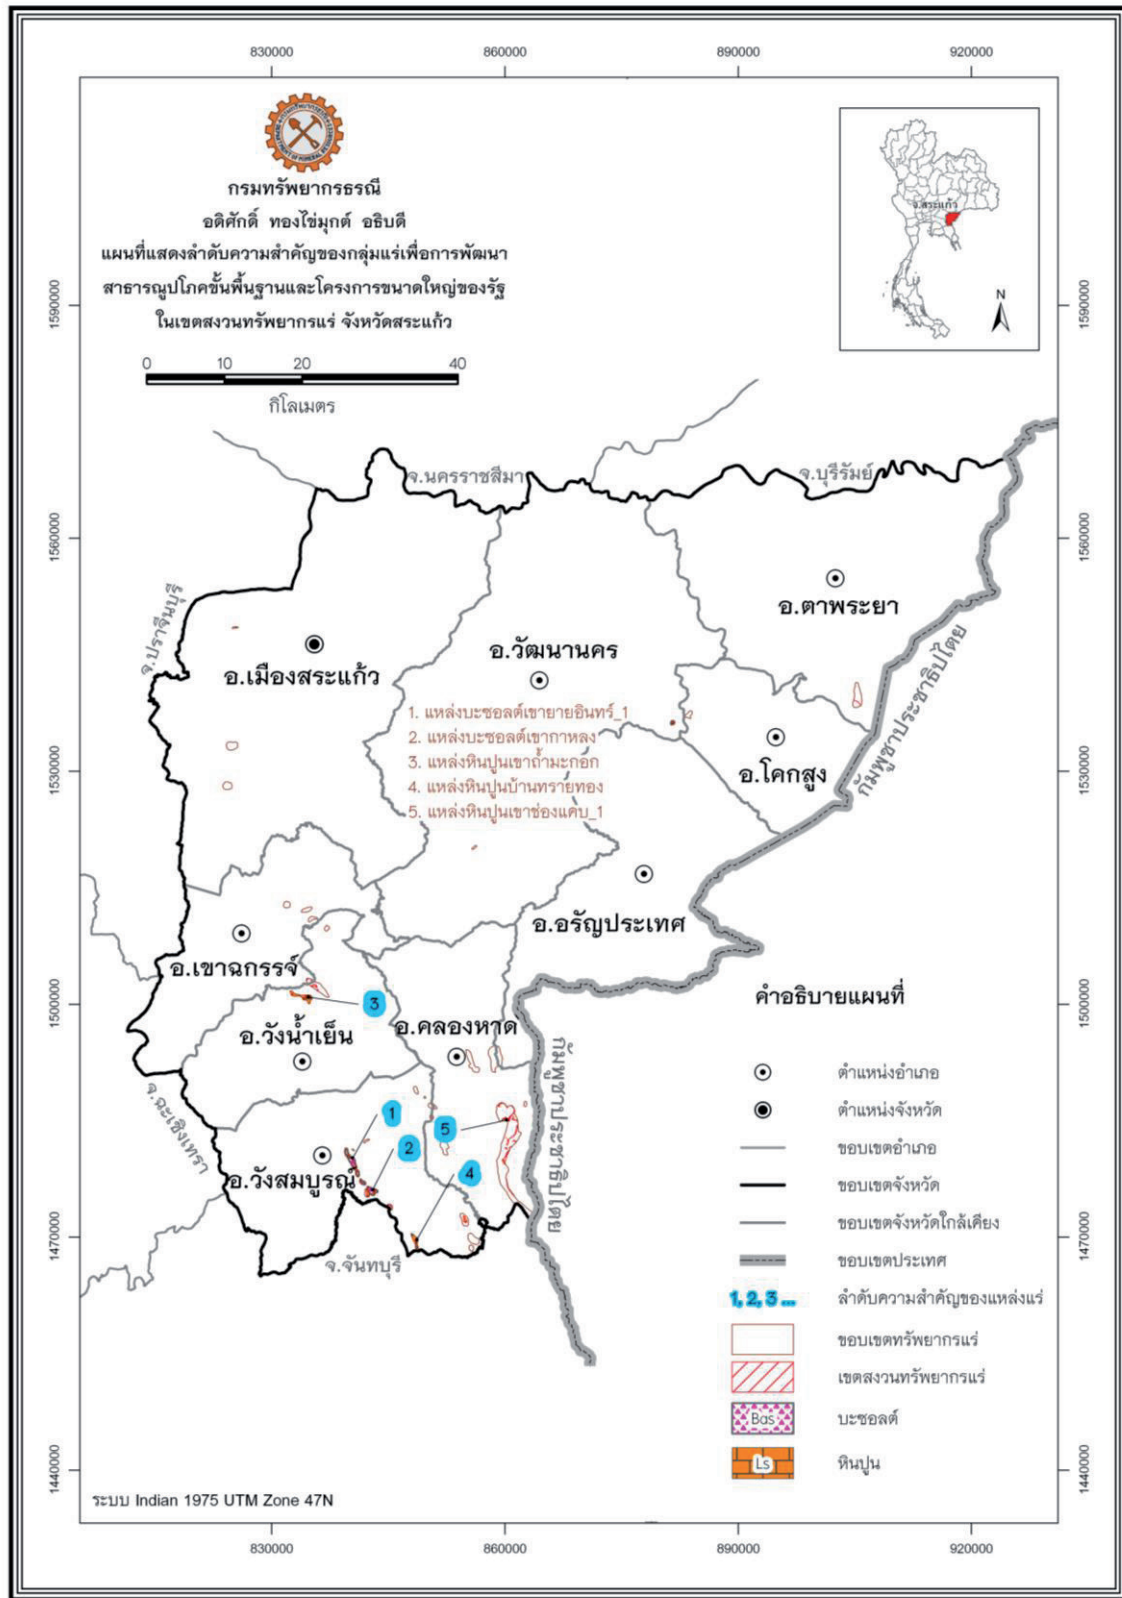 830000
860000
890000
920000
กรมทรัพยากรธรณี
DEPARTMENT OF MINERAL RESOURCES
กรมทรัพยากรธรณี
อดิศักดิ์ ทองไข่มุกต์ อธิบดี
แผนที่แสดงลำดับความสำคัญของกลุ่มแร่เพื่อการพัฒนา
สาธารณูปโภคขั้นพื้นฐานและโครงการขนาดใหญ่ของรัฐ
ในเขตสงวนทรัพยากรแร่ จังหวัดสระแก้ว
0 10 20 40
กิโลเมตร
จ.สระแก้ว
N
1590000
1590000
จ.นครราชสีมา
จ.บุรีรัมย์
1560000
1560000
จ.ปราจีนบุรี
อ.ตาพระยา
อ.วัฒนานคร
อ.เมืองสระแก้ว
กัมพูชาประชาธิปไตย
1. แหล่งบะซอลต์เขายายอินทร์_1
2. แหล่งบะซอลต์เขากาหลง
3. แหล่งหินปูนเขาถ้ำมะกอก
4. แหล่งหินปูนบ้านทรายทอง
5. แหล่งหินปูนเขาช่องแคบ_1
อ.โคกสูง
1530000
1530000
อ.อรัญประเทศ
อ.เขาฉกรรจ์
3
1500000
1500000
อ.คลองหาด
อ.วังน้ำเย็น
กัมพูชาประชาธิปไตย
จ.ฉะเชิงเทรา
1
5
2
4
อ.วังสมบูรณ์
จ.จันทบุรี
1470000
1470000
คำอธิบายแผนที่
ตำแหน่งอำเภอ
ตำแหน่งจังหวัด
ขอบเขตอำเภอ
ขอบเขตจังหวัด
ขอบเขตจังหวัดใกล้เคียง
ขอบเขตประเทศ
1, 2, 3 ... ลำดับความสำคัญของแหล่งแร่
ขอบเขตทรัพยากรแร่
เขตสงวนทรัพยากรแร่
Bas บะซอลต์
Ls หินปูน
1440000
1440000
ระบบ Indian 1975 UTM Zone 47N
830000
860000
890000
920000